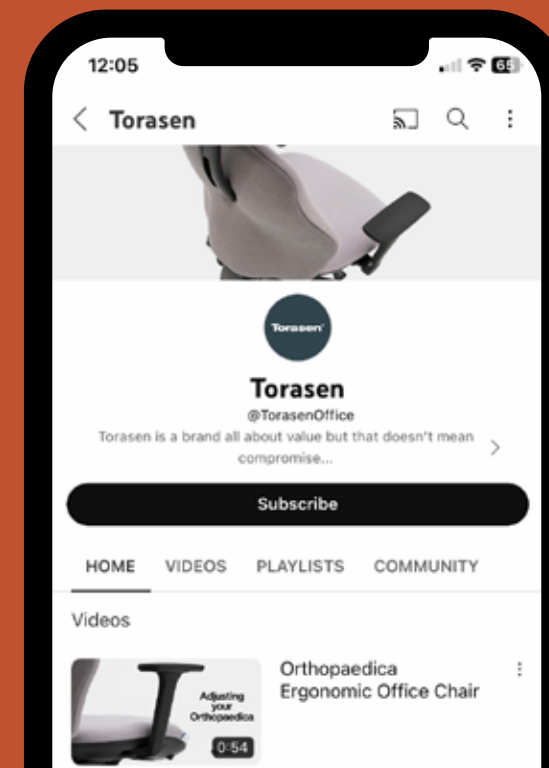 12:05
65
Torasen
Torasen
Torasen
@TorasenOffice
Torasen is a brand all about value but that doesn't mean
compromise...
Subscribe
HOME VIDEOS PLAYLISTS COMMUNITY
Videos
Orthopaedica
Ergonomic Office Chair
Adjusting
your
Orthopaedica
0:54